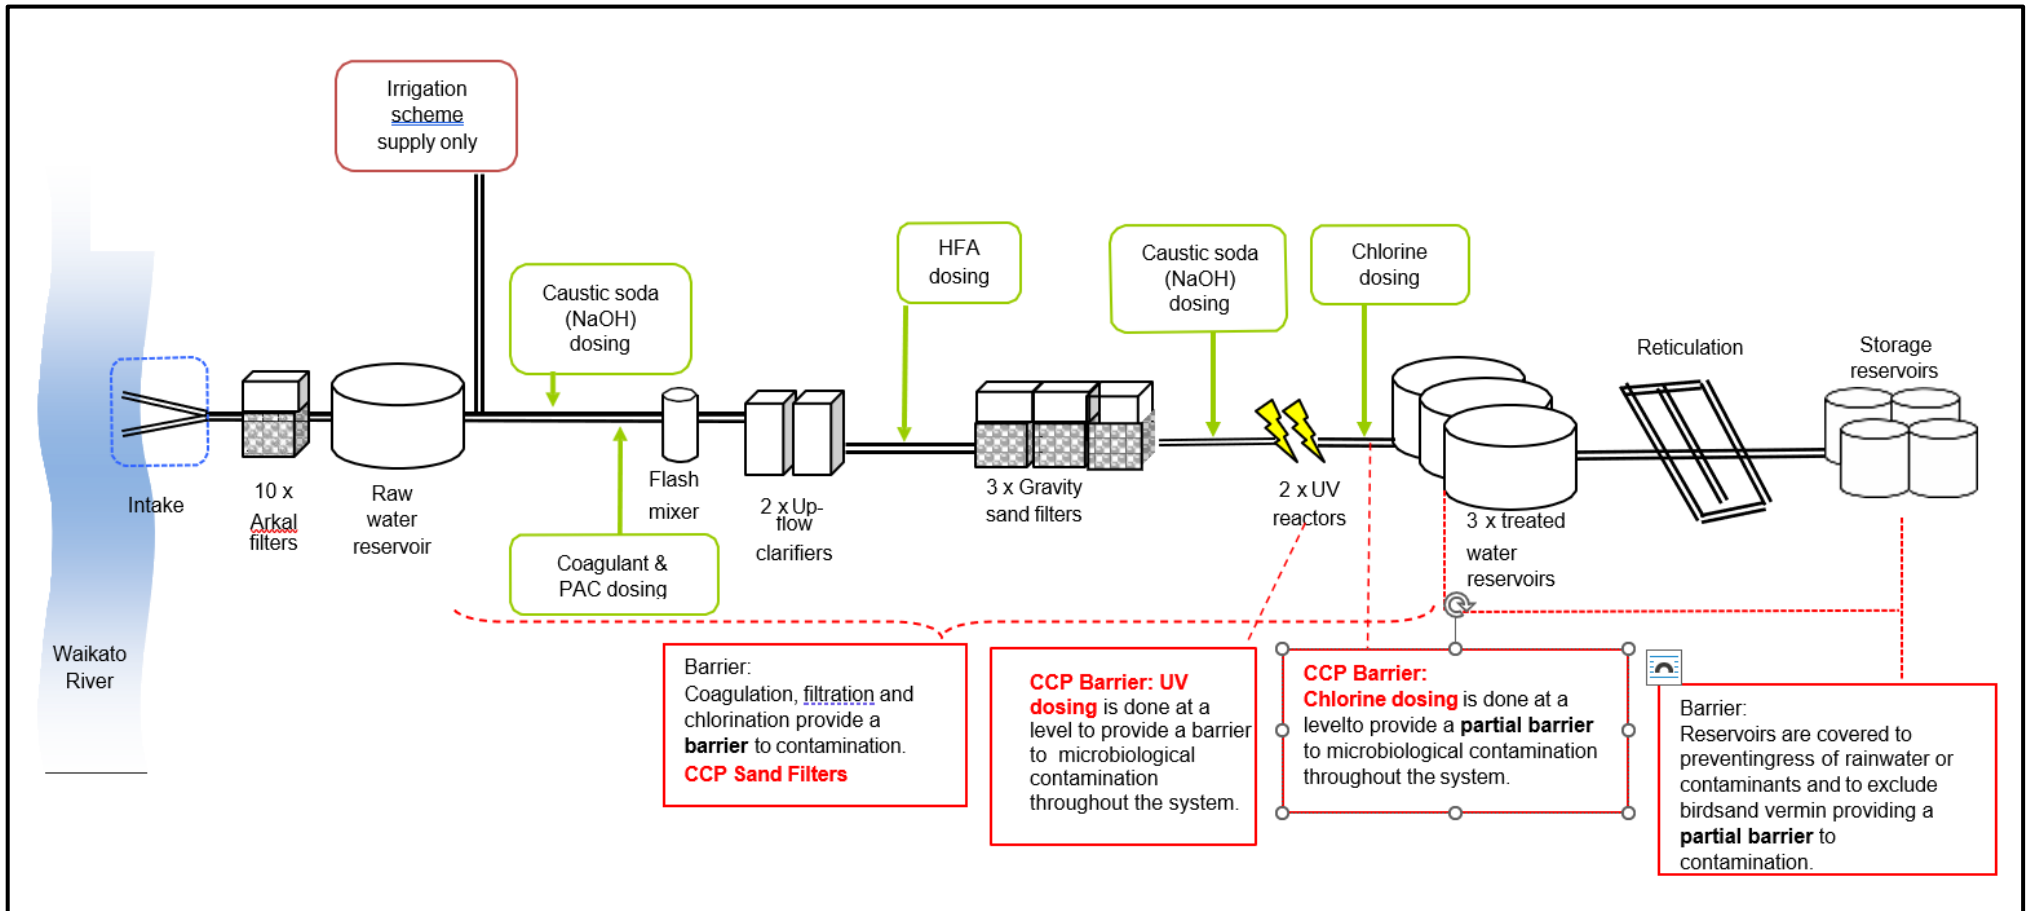 Irrigation
scheme
supply only
Caustic soda
(NaOH)
dosing
HFA
dosing
Caustic soda
(NaOH)
dosing
Chlorine
dosing
Reticulation
Storage
reservoirs
Intake
10 x
Arkal
filters
Raw
water
reservoir
Flash
mixer
2 x Up-
flow
clarifiers
3 x Gravity
sand filters
2 x UV
reactors
3 x treated
water
reservoirs
Coagulant &
PAC dosing
Waikato
River
Barrier:
Coagulation, filtration and
chlorination provide a
barrier to contamination.
CCP Sand Filters
CCP Barrier: UV
dosing is done at a
level to provide a barrier
to microbiological
contamination
throughout the system.
CCP Barrier:
Chlorine dosing is done at a
levelto provide a partial barrier
to microbiological contamination
throughout the system.
Barrier:
Reservoirs are covered to
preventingress of rainwater or
contaminants and to exclude
birdsand vermin providing a
partial barrier to
contamination.